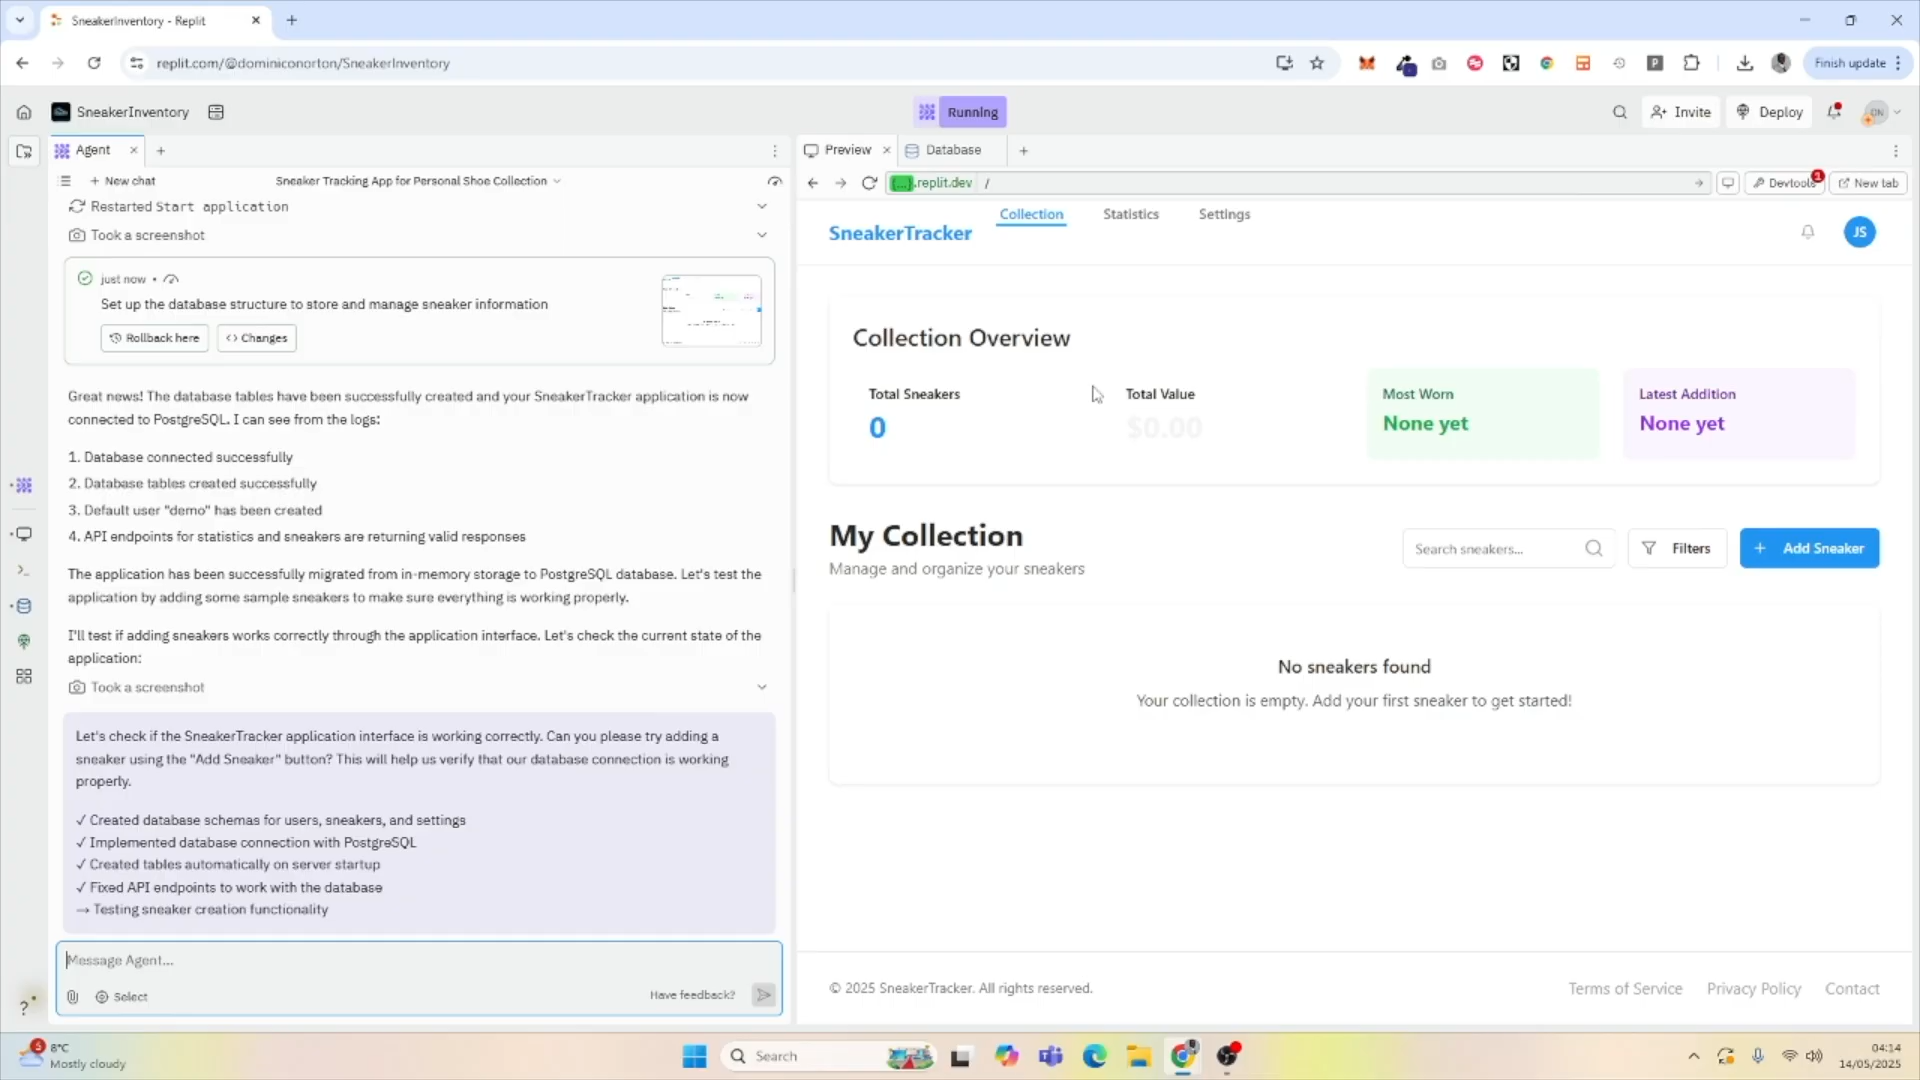 SneakerInventory - Replit
replit.com/@dominiconorton/SneakerInventory
Finish update
SneakerInventory
Running
Invite
Deploy
ON
Agent
New chat
Sneaker Tracking App for Personal Shoe Collection
Restarted Start application
Took a screenshot
just now •
Set up the database structure to store and manage sneaker information
Rollback here
<> Changes
Great news! The database tables have been successfully created and your SneakerTracker application is now
connected to PostgreSQL. I can see from the logs:
1. Database connected successfully
2. Database tables created successfully
3. Default user "demo" has been created
4. API endpoints for statistics and sneakers are returning valid responses
The application has been successfully migrated from in-memory storage to PostgreSQL database. Let's test the
application by adding some sample sneakers to make sure everything is working properly.
I'll test if adding sneakers works correctly through the application interface. Let's check the current state of the
application:
Took a screenshot
Let's check if the SneakerTracker application interface is working correctly. Can you please try adding a
sneaker using the "Add Sneaker" button? This will help us verify that our database connection is working
properly.
✓ Created database schemas for users, sneakers, and settings
✓ Implemented database connection with PostgreSQL
✓ Created tables automatically on server startup
✓ Fixed API endpoints to work with the database
→ Testing sneaker creation functionality
Message Agent...
Select
Have feedback?
Preview
Database
{...}.replit.dev /
Devtools
1
New tab
SneakerTracker
Collection
Statistics
Settings
JS
Collection Overview
Total Sneakers
0
Total Value
$0.00
Most Worn
None yet
Latest Addition
None yet
My Collection
Manage and organize your sneakers
Search sneakers...
Filters
+ Add Sneaker
No sneakers found
Your collection is empty. Add your first sneaker to get started!
© 2025 SneakerTracker. All rights reserved.
Terms of Service
Privacy Policy
Contact
5
8°C
Mostly cloudy
Search
04:14
14/05/2025